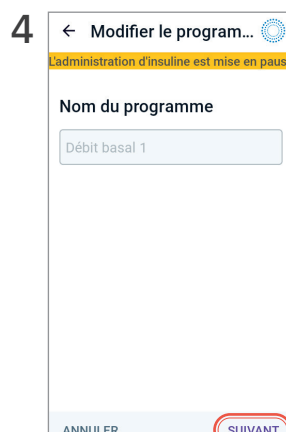 4
← Modifier le program...
L'administration d'insuline est mise en paus
Nom du programme
Débit basal 1
ANNULER
SUIVANT